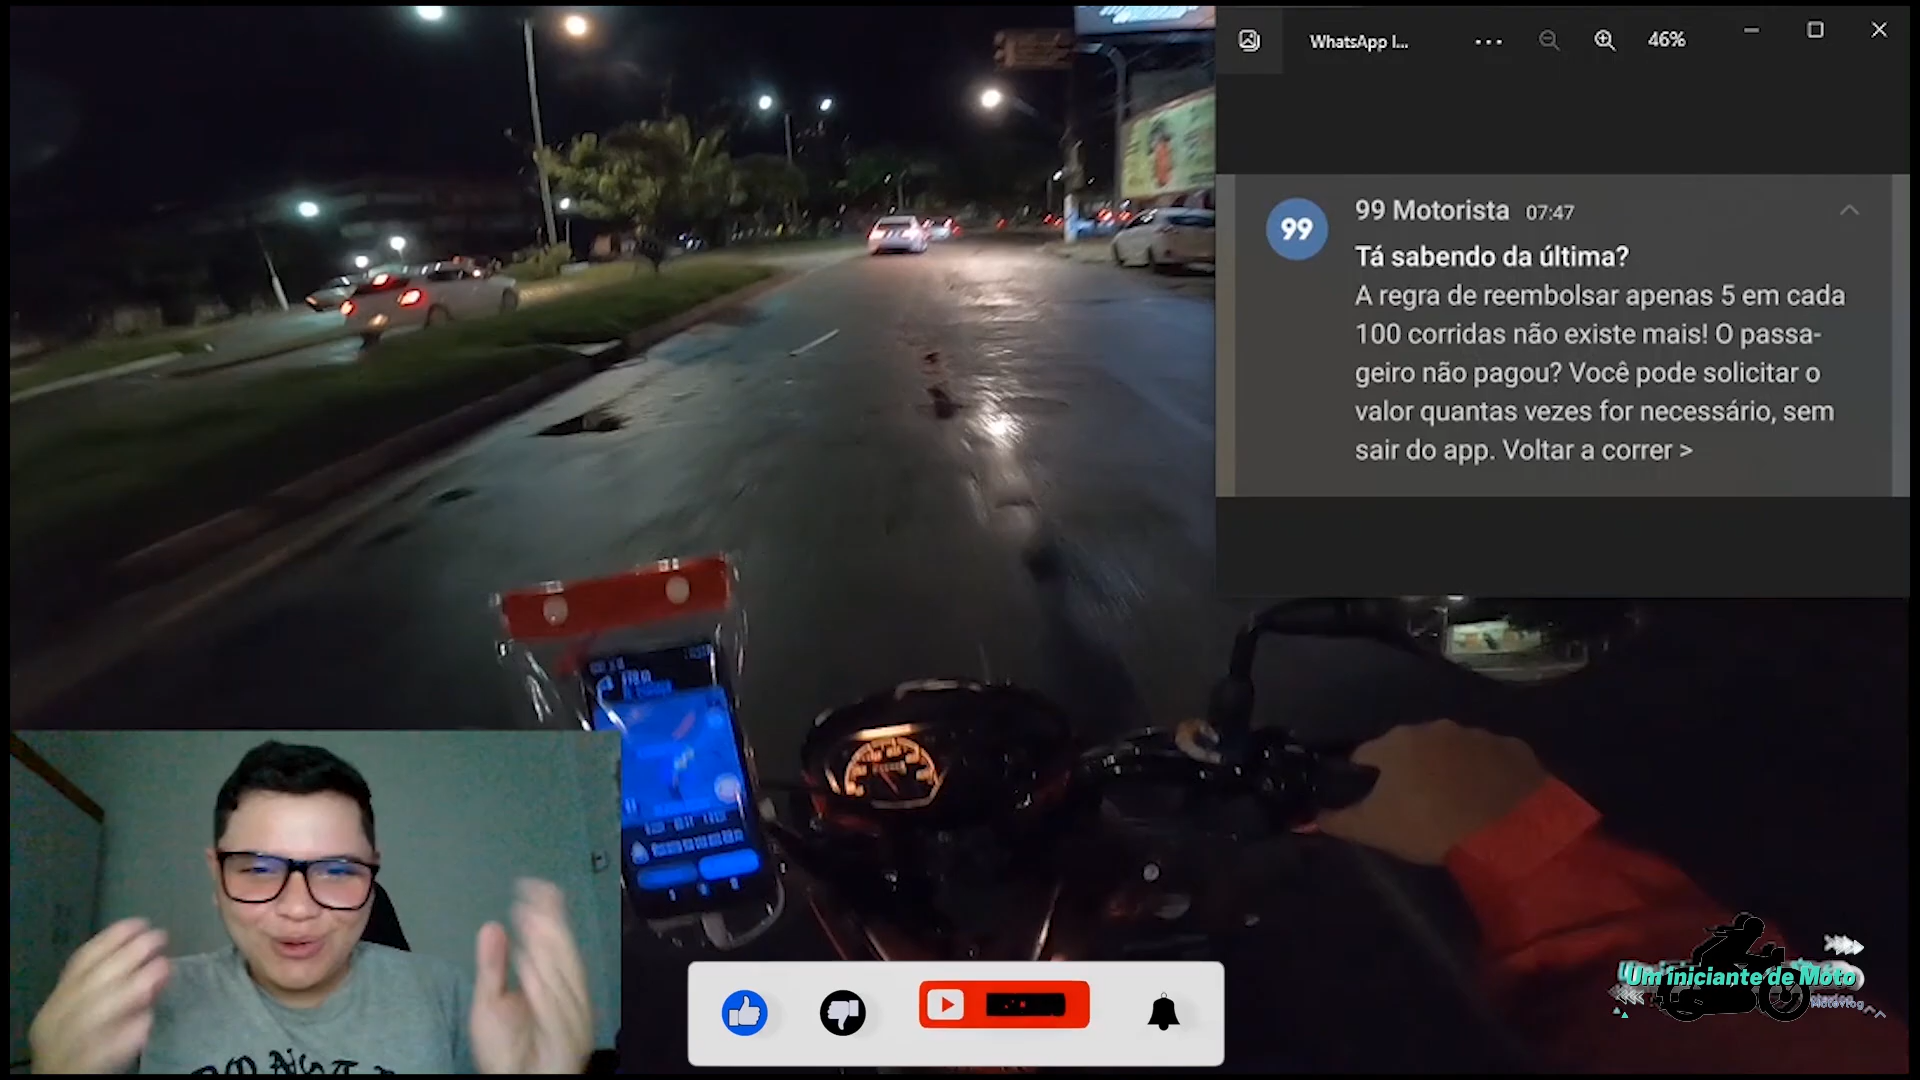 WhatsApp I...
46%
99
99 Motorista 07:47
Tá sabendo da última?
A regra de reembolsar apenas 5 em cada
100 corridas não existe mais! O passa-
geiro não pagou? Você pode solicitar o
valor quantas vezes for necessário, sem
sair do app. Voltar a correr >
Um iniciante de Moto